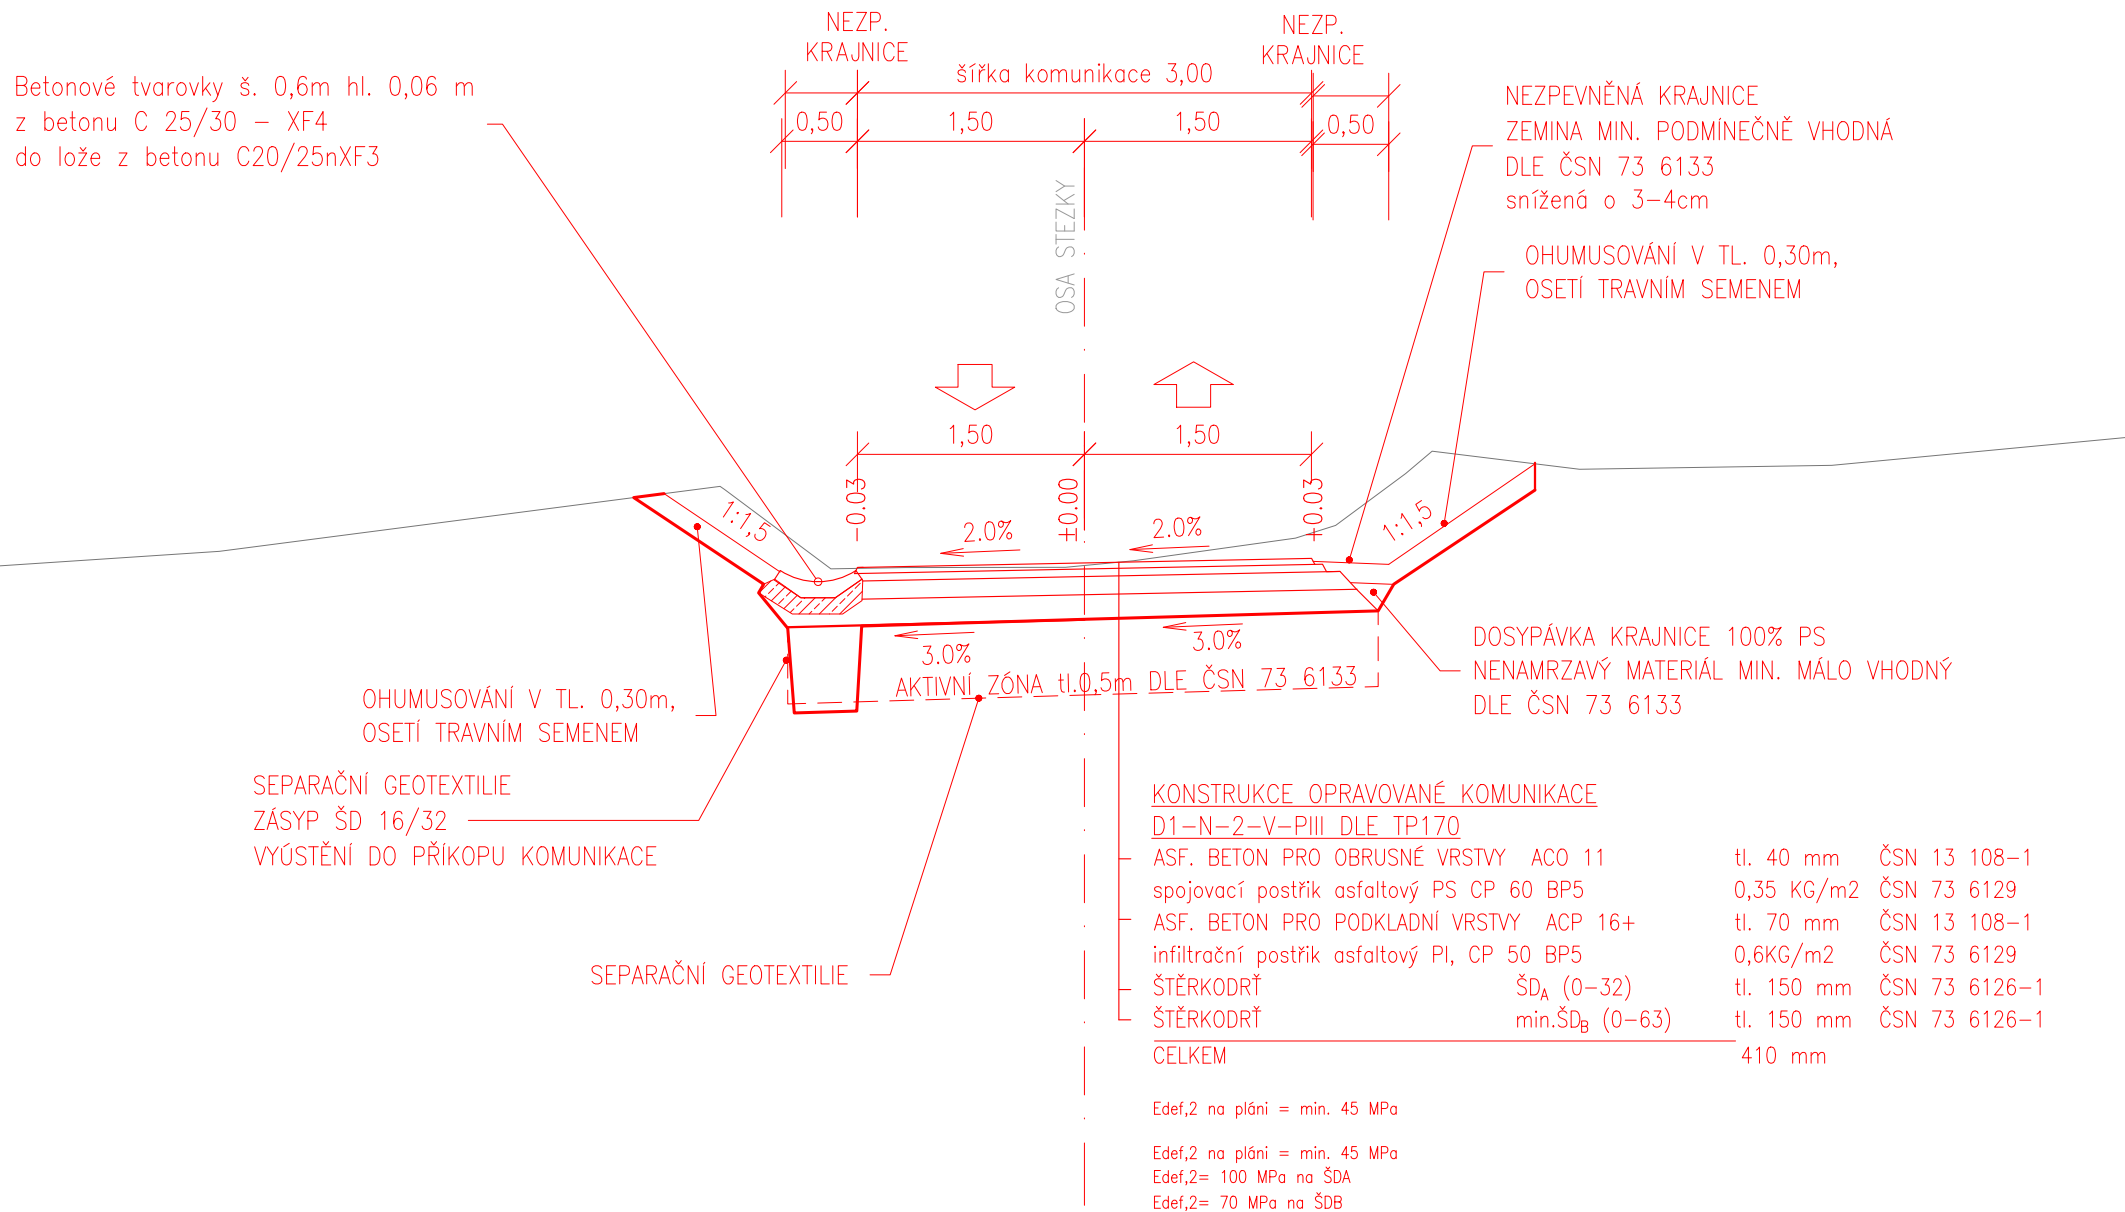 NEZP.
KRAJNICE
NEZP.
KRAJNICE
šířka komunikace 3,00
0,50
1,50
1,50
0,50
Betonové tvarovky š. 0,6m hl. 0,06 m
z betonu C 25/30 – XF4
do lože z betonu C20/25nXF3
NEZPEVNĚNÁ KRAJNICE
ZEMINA MIN. PODMÍNEČNĚ VHODNÁ
DLE ČSN 73 6133
snížená o 3–4cm
OSA STEZKY
OHUMUSOVÁNÍ V TL. 0,30m,
OSETÍ TRAVNÍM SEMENEM
1,50
1,50
-0.03
±0.00
+0.03
1:1,5
2.0%
2.0%
1:1,5
3.0%
3.0%
AKTIVNÍ ZÓNA tl.0,5m DLE ČSN 73 6133
DOSYPÁVKA KRAJNICE 100% PS
NENAMRZAVÝ MATERIÁL MIN. MÁLO VHODNÝ
DLE ČSN 73 6133
OHUMUSOVÁNÍ V TL. 0,30m,
OSETÍ TRAVNÍM SEMENEM
SEPARAČNÍ GEOTEXTILIE
ZÁSYP ŠD 16/32
VYÚSTĚNÍ DO PŘÍKOPU KOMUNIKACE
SEPARAČNÍ GEOTEXTILIE
KONSTRUKCE OPRAVOVANÉ KOMUNIKACE
D1–N–2–V–PIII DLE TP170
ASF. BETON PRO OBRUSNÉ VRSTVY ACO 11 tl. 40 mm ČSN 13 108–1
spojovací postřik asfaltový PS CP 60 BP5 0,35 KG/m2 ČSN 73 6129
ASF. BETON PRO PODKLADNÍ VRSTVY ACP 16+ tl. 70 mm ČSN 13 108–1
infiltrační postřik asfaltový PI, CP 50 BP5 0,6KG/m2 ČSN 73 6129
ŠTĚRKODRŤ ŠDA (0–32) tl. 150 mm ČSN 73 6126–1
ŠTĚRKODRŤ min.ŠDB (0–63) tl. 150 mm ČSN 73 6126–1
CELKEM 410 mm
Edef,2 na pláni = min. 45 MPa
Edef,2 na pláni = min. 45 MPa
Edef,2= 100 MPa na ŠDA
Edef,2= 70 MPa na ŠDB